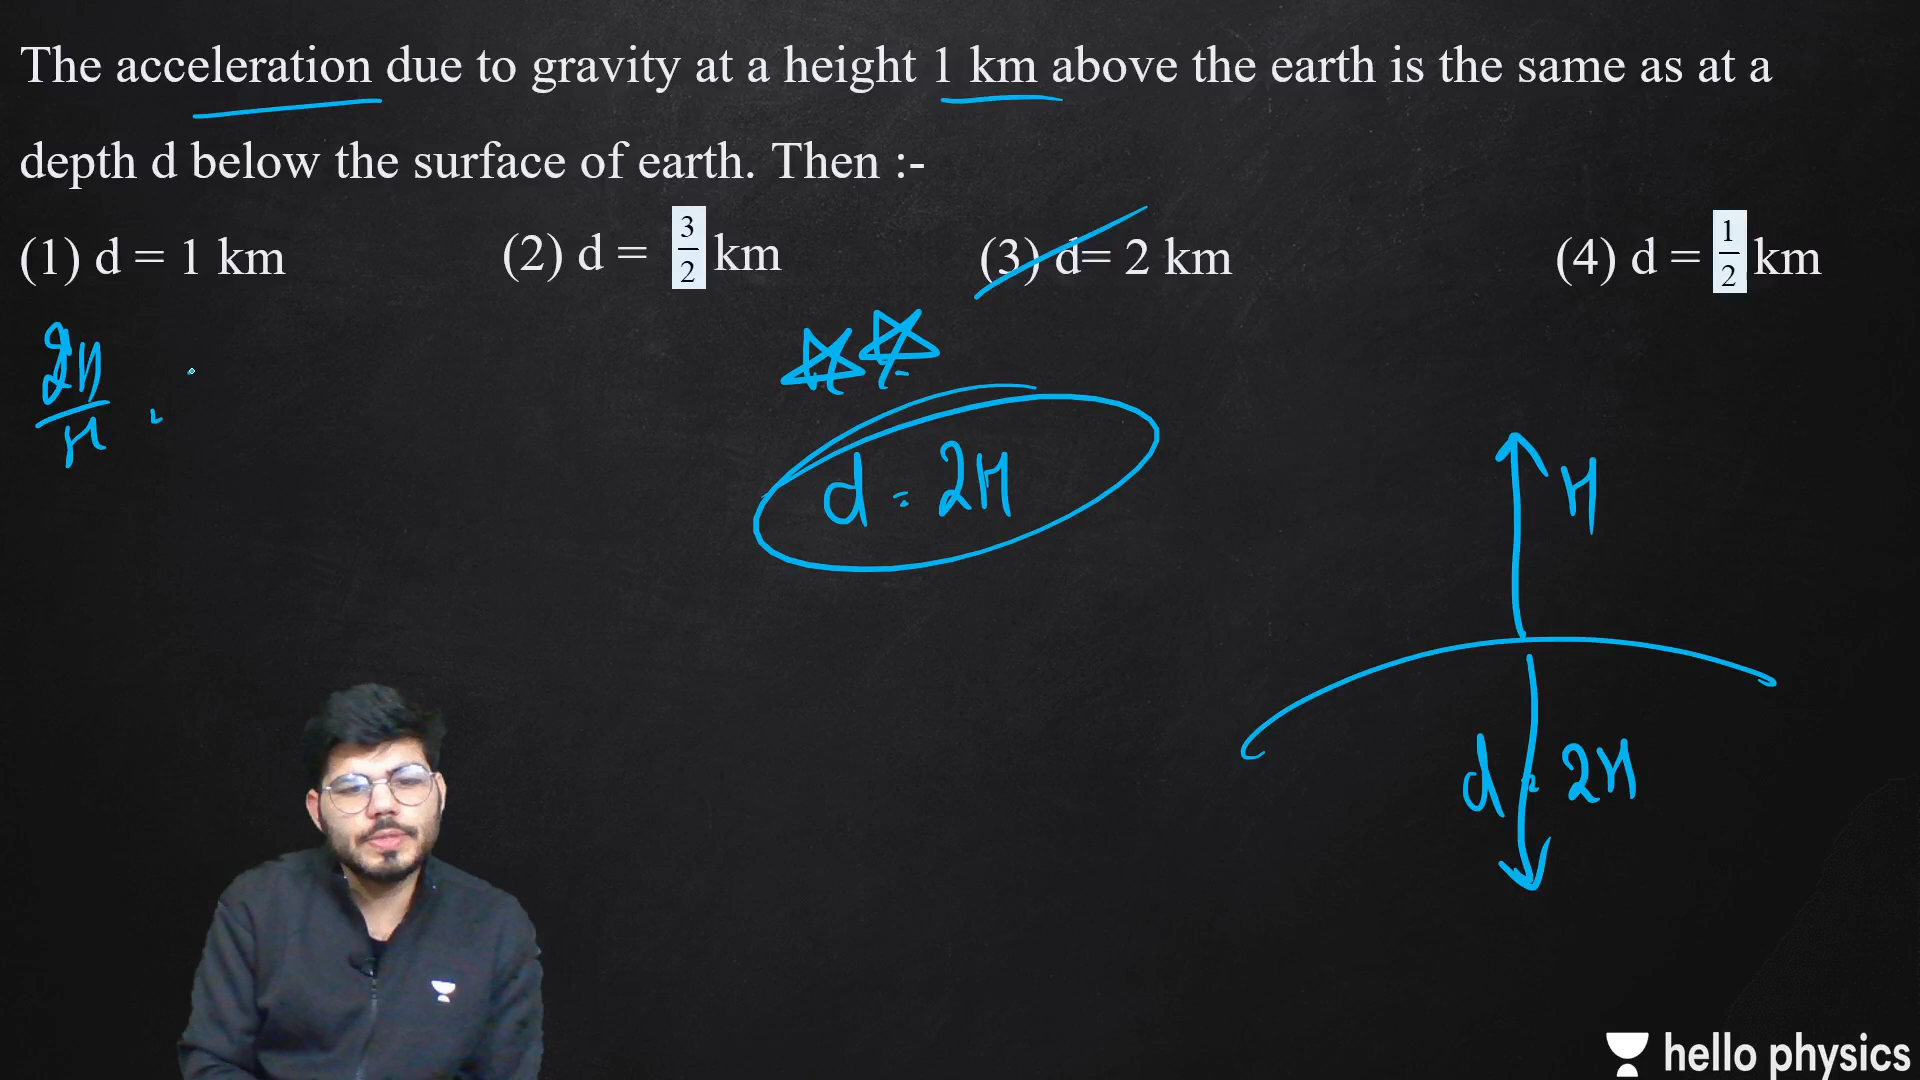 The acceleration due to gravity at a height 1 km above the earth is the same as at a
depth d below the surface of earth. Then :-
(1) d = 1 km (2) d = 3/2 km (3) d= 2 km (4) d = 1/2 km
2H
d = 2H
H
d = 2H
hello physics